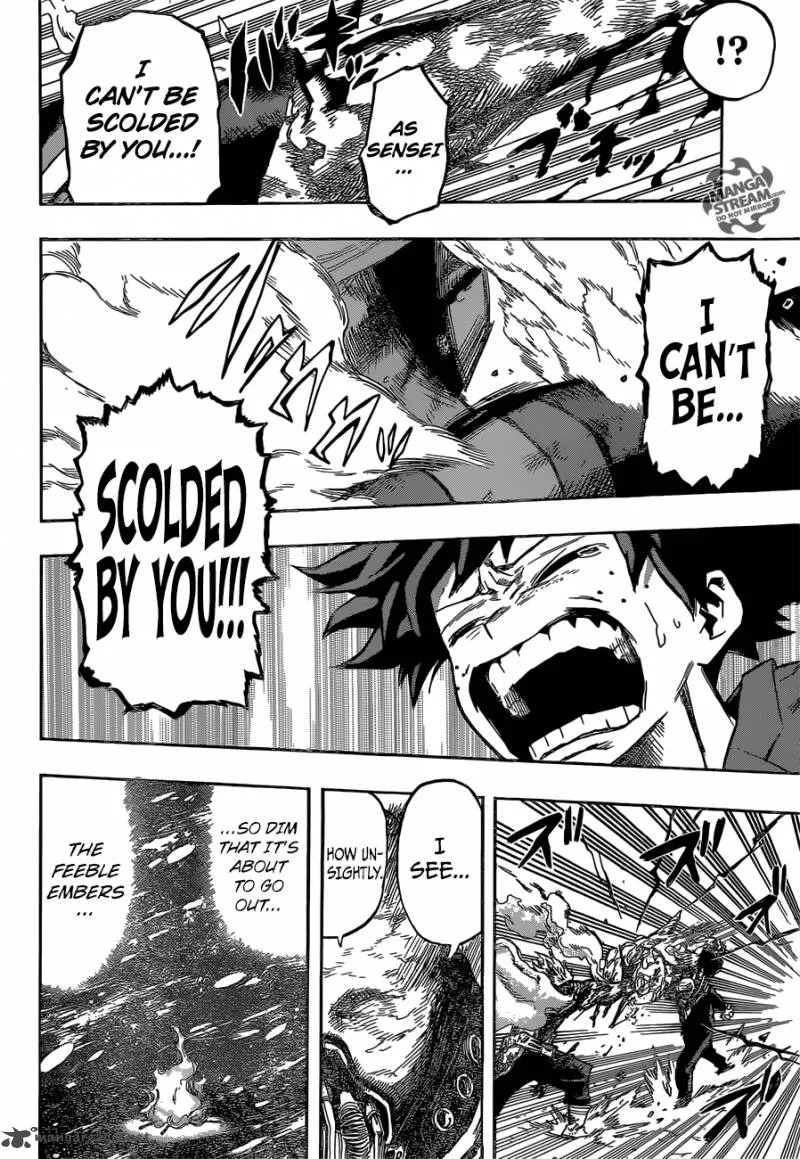 !?
AS
SENSEI
...
I
CAN'T BE
SCOLDED
BY YOU...!
MANGA
STREAM.com
DO NOT MIRROR
I
CAN'T
BE...
SCOLDED
BY YOU!!!
I
SEE...
HOW UN-
SIGHTLY.
...SO DIM
THAT IT'S
ABOUT
TO GO
OUT...
THE
FEEBLE
EMBERS
...